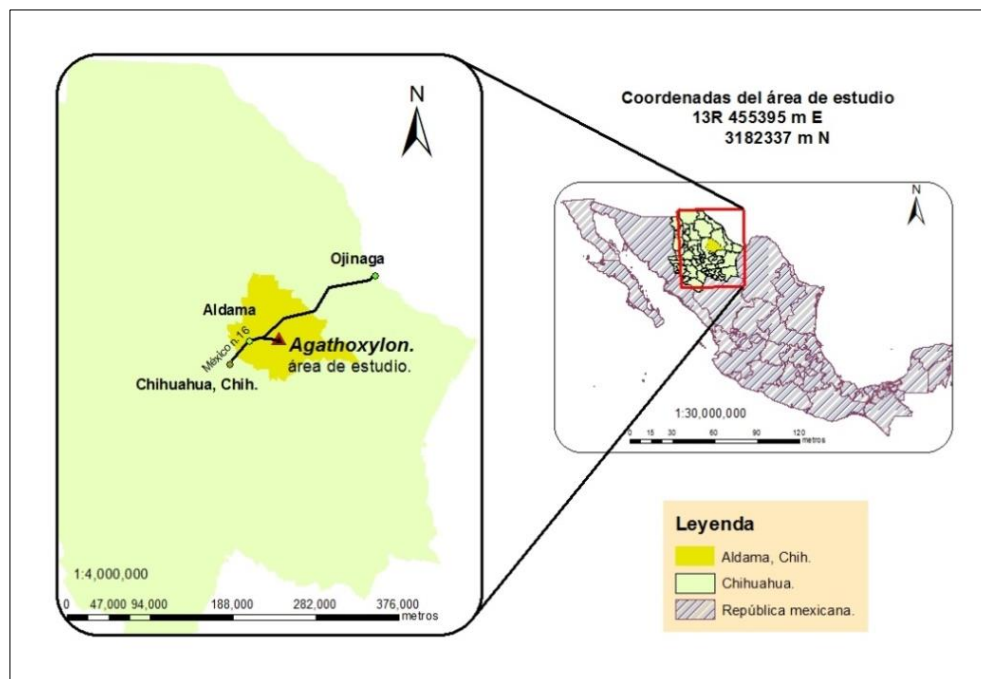 N
Ojinaga
Aldama
México n.16
Agathoxylon.
área de estudio.
Chihuahua, Chih.
1:4,000,000
0 47,000 94,000 188,000 282,000 376,000
metros
Coordenadas del área de estudio
13R 455395 m E
3182337 m N
N
1:30,000,000
0 15 30 60 90 120
metros
Leyenda
Aldama, Chih.
Chihuahua.
República mexicana.